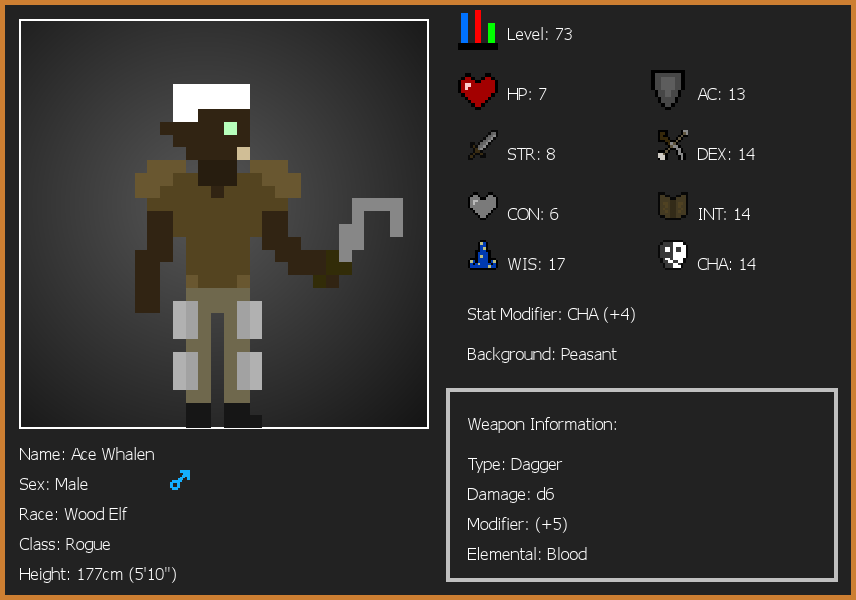 Level: 73
HP: 7
AC: 13
STR: 8
DEX: 14
CON: 6
INT: 14
WIS: 17
CHA: 14
Stat Modifier: CHA (+4)
Background: Peasant
Weapon Information:
Type: Dagger
Damage: d6
Modifier: (+5)
Elemental: Blood
Name: Ace Whalen
Sex: Male
Race: Wood Elf
Class: Rogue
Height: 177cm (5'10")